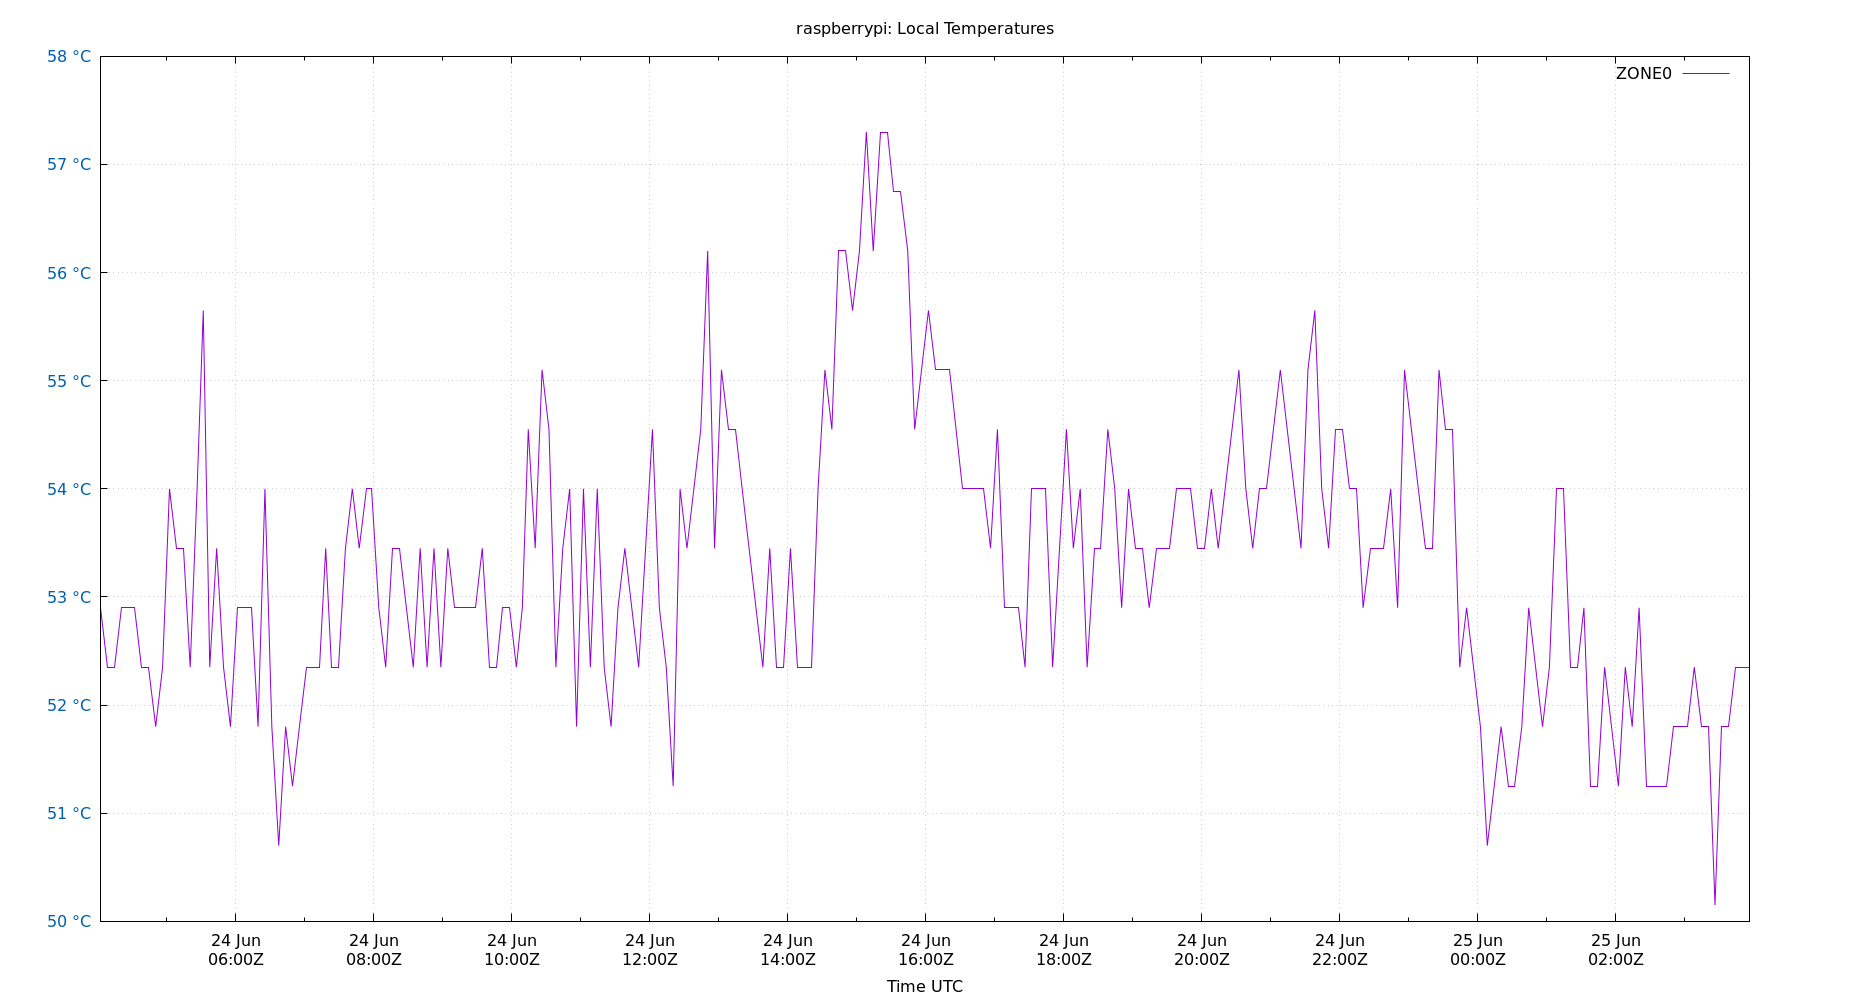 raspberrypi: Local Temperatures
58 °C
ZONE0
57 °C
56 °C
55 °C
54 °C
53 °C
52 °C
51 °C
50 °C
24 Jun 24 Jun 24 Jun 24 Jun 24 Jun 24 Jun 24 Jun 24 Jun 24 Jun 25 Jun 25 Jun
06:00Z 08:00Z 10:00Z 12:00Z 14:00Z 16:00Z 18:00Z 20:00Z 22:00Z 00:00Z 02:00Z
Time UTC